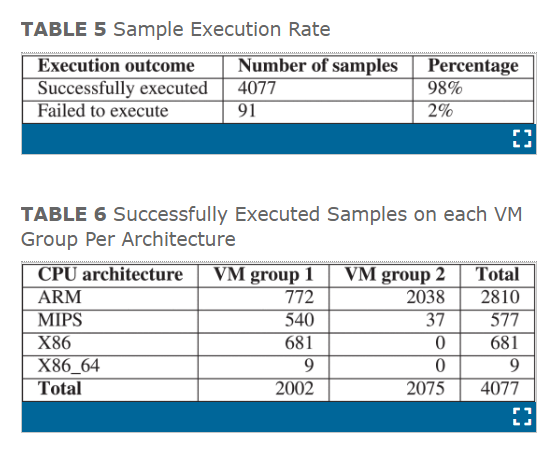 TABLE 5 Sample Execution Rate
Execution outcome Number of samples Percentage
Successfully executed 4077 98%
Failed to execute 91 2%
TABLE 6 Successfully Executed Samples on each VM
Group Per Architecture
CPU architecture VM group 1 VM group 2 Total
ARM 772 2038 2810
MIPS 540 37 577
X86 681 0 681
X86_64 9 0 9
Total 2002 2075 4077